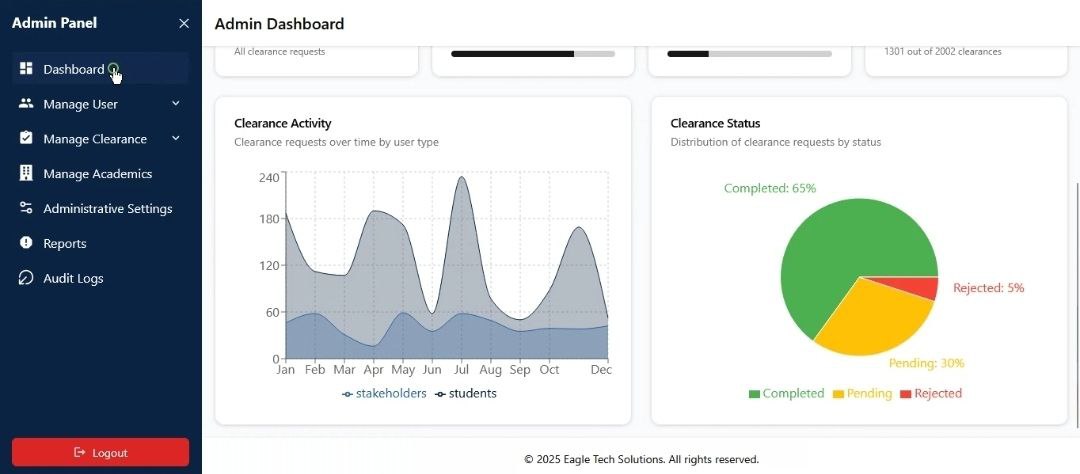 Admin Panel
Dashboard
Manage User
Manage Clearance
Manage Academics
Administrative Settings
Reports
Audit Logs
Logout
Admin Dashboard
All clearance requests
1301 out of 2002 clearances
Clearance Activity
Clearance requests over time by user type
240
180
120
60
0
Jan Feb Mar Apr May Jun Jul Aug Sep Oct Dec
stakeholders students
Clearance Status
Distribution of clearance requests by status
Completed: 65%
Rejected: 5%
Pending: 30%
Completed Pending Rejected
© 2025 Eagle Tech Solutions. All rights reserved.